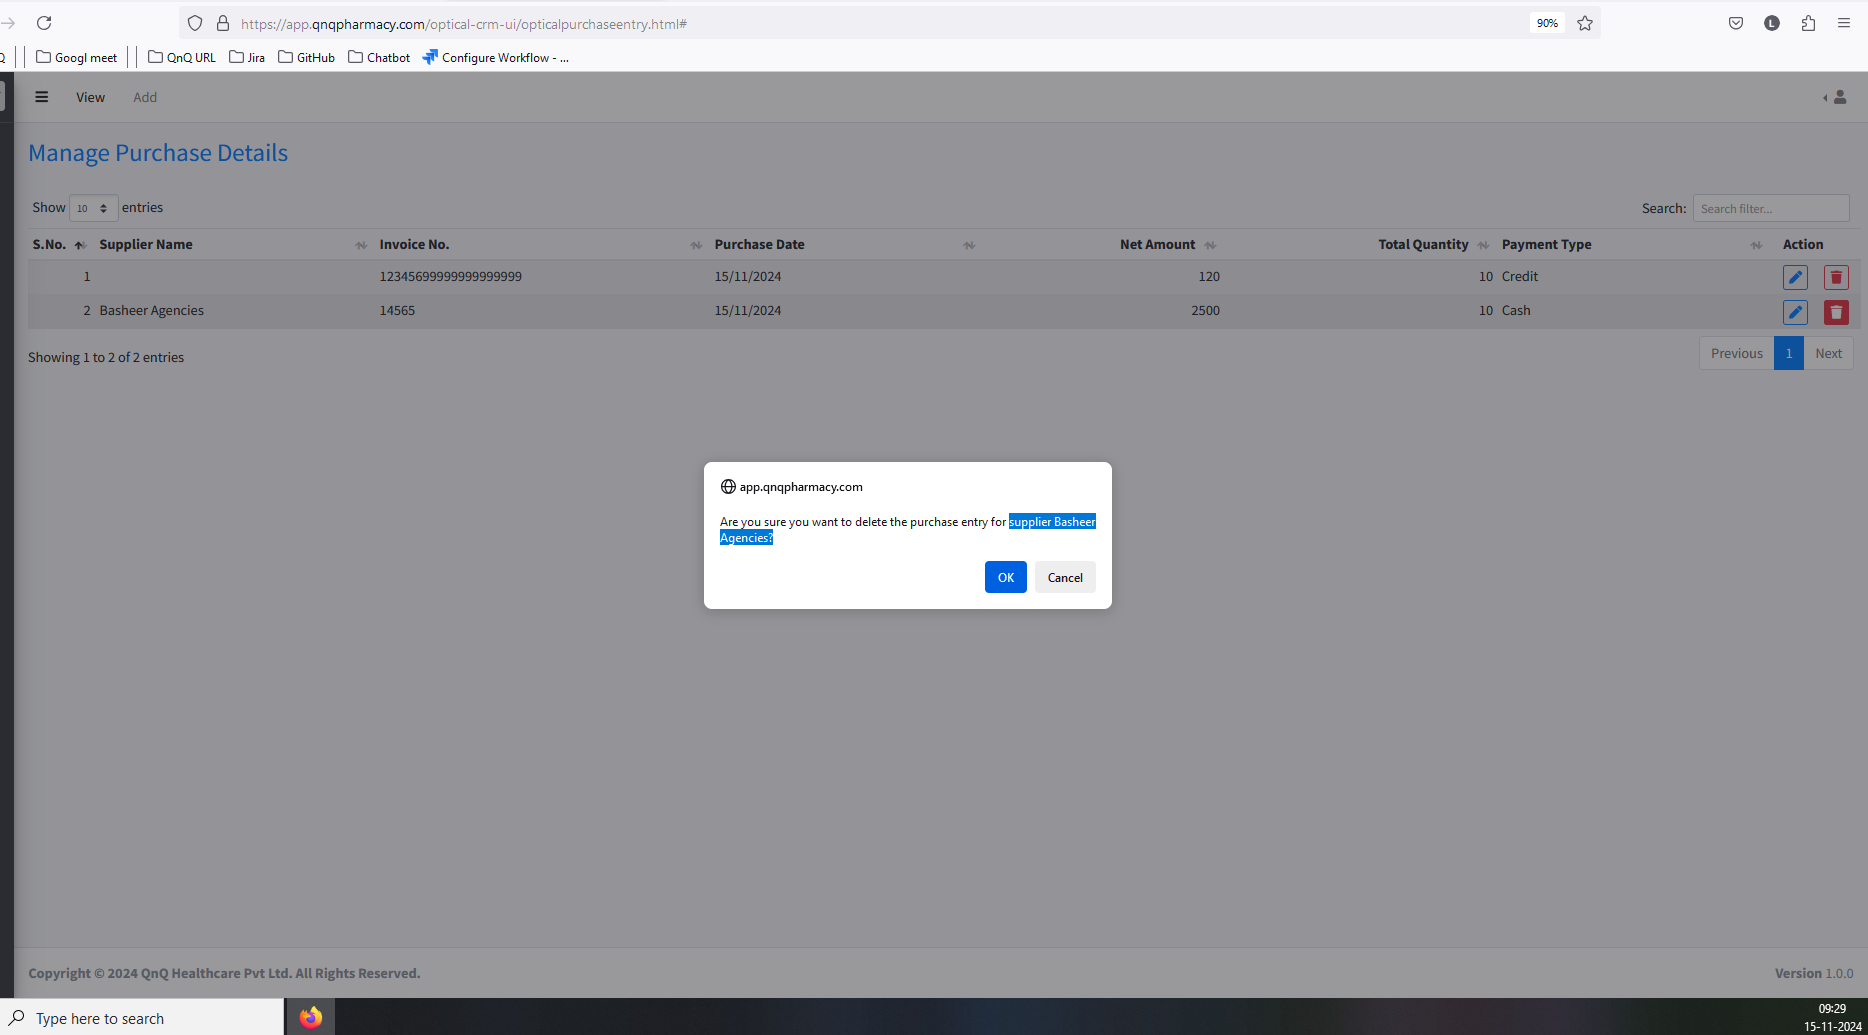 https://app.qnqpharmacy.com/optical-crm-ui/opticalpurchaseentry.html#
90%
L
Googl meet
QnQ URL
Jira
GitHub
Chatbot
Configure Workflow - ...
View
Add
Manage Purchase Details
Show 10 entries
Search: Search filter...
S.No. Supplier Name Invoice No. Purchase Date Net Amount Total Quantity Payment Type Action
1 12345699999999999999 15/11/2024 120 10 Credit
2 Basheer Agencies 14565 15/11/2024 2500 10 Cash
Showing 1 to 2 of 2 entries
Previous 1 Next
app.qnqpharmacy.com
Are you sure you want to delete the purchase entry for supplier Basheer
Agencies?
OK Cancel
Copyright © 2024 QnQ Healthcare Pvt Ltd. All Rights Reserved.
Version 1.0.0
Type here to search
09:29
15-11-2024